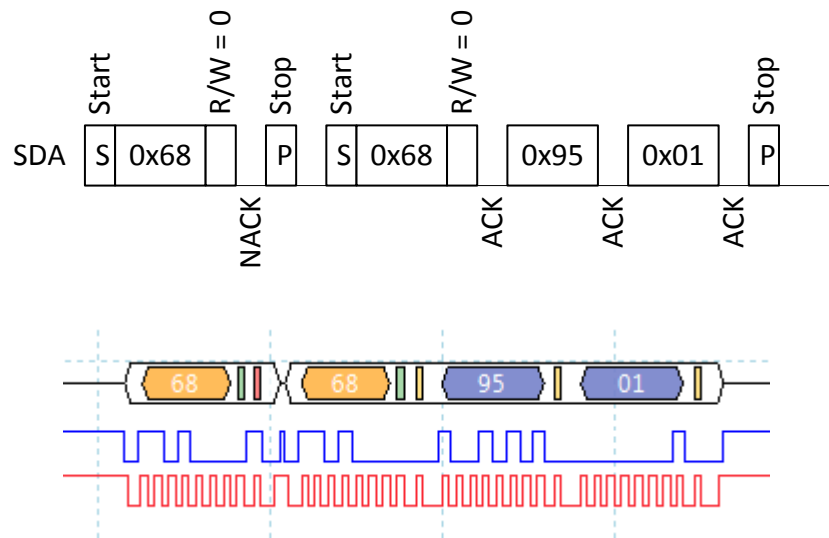 Start R/W = 0 Stop Start R/W = 0 Stop
SDA S 0x68 P S 0x68 0x95 0x01 P
NACK ACK ACK ACK
68 68 95 01